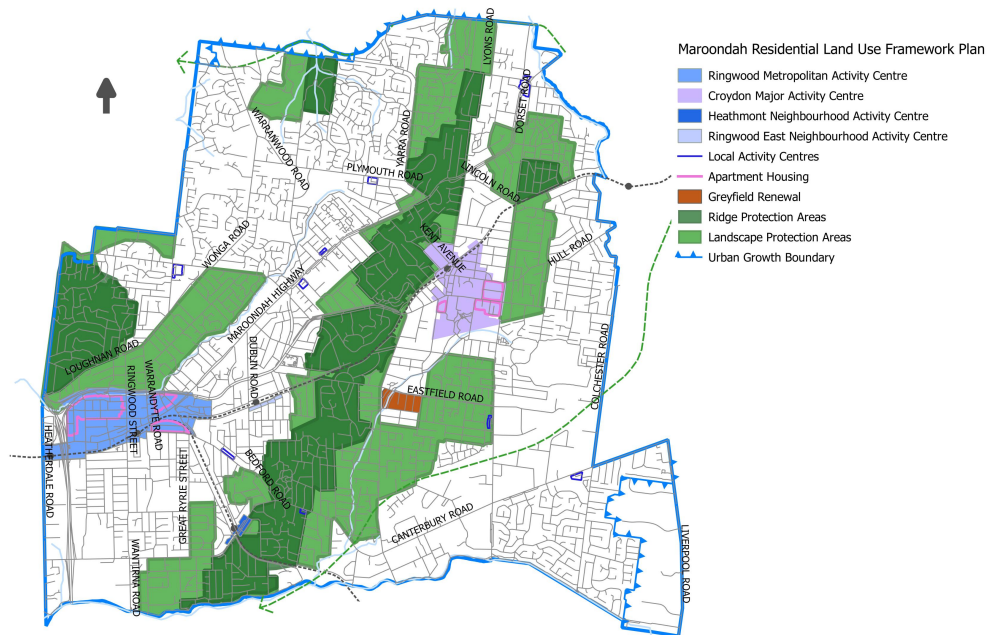 Maroondah Residential Land Use Framework Plan
Ringwood Metropolitan Activity Centre
Croydon Major Activity Centre
Heathmont Neighbourhood Activity Centre
Ringwood East Neighbourhood Activity Centre
Local Activity Centres
Apartment Housing
Greyfield Renewal
Ridge Protection Areas
Landscape Protection Areas
Urban Growth Boundary
LYONS ROAD
DORSET ROAD
WARRANWOOD ROAD
YARRA ROAD
PLYMOUTH ROAD
LINCOLN ROAD
KENT AVENUE
HULL ROAD
WONGA ROAD
MAROONDAH HIGHWAY
LOUGHNAN ROAD
DUBLIN ROAD
COLCHESTER ROAD
WARRANDYTE ROAD
RINGWOOD STREET
EASTFIELD ROAD
HEATHERDALE ROAD
GREAT RYRIE STREET
BEDFORD ROAD
CANTERBURY ROAD
WANTIRNA ROAD
LIVERPOOL ROAD